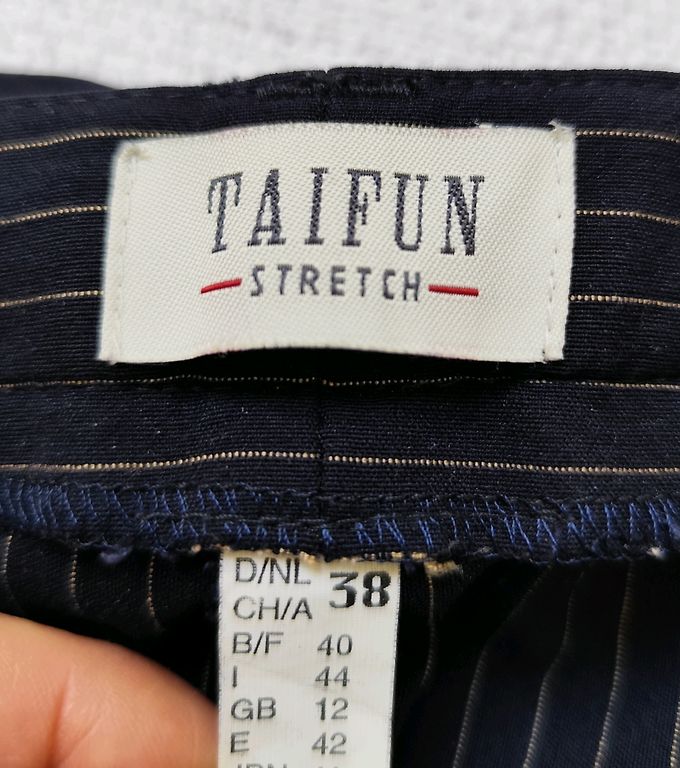 TAIFUN
STRETCH
D/NL 38
CH/A
B/F 40
I 44
GB 12
E 42